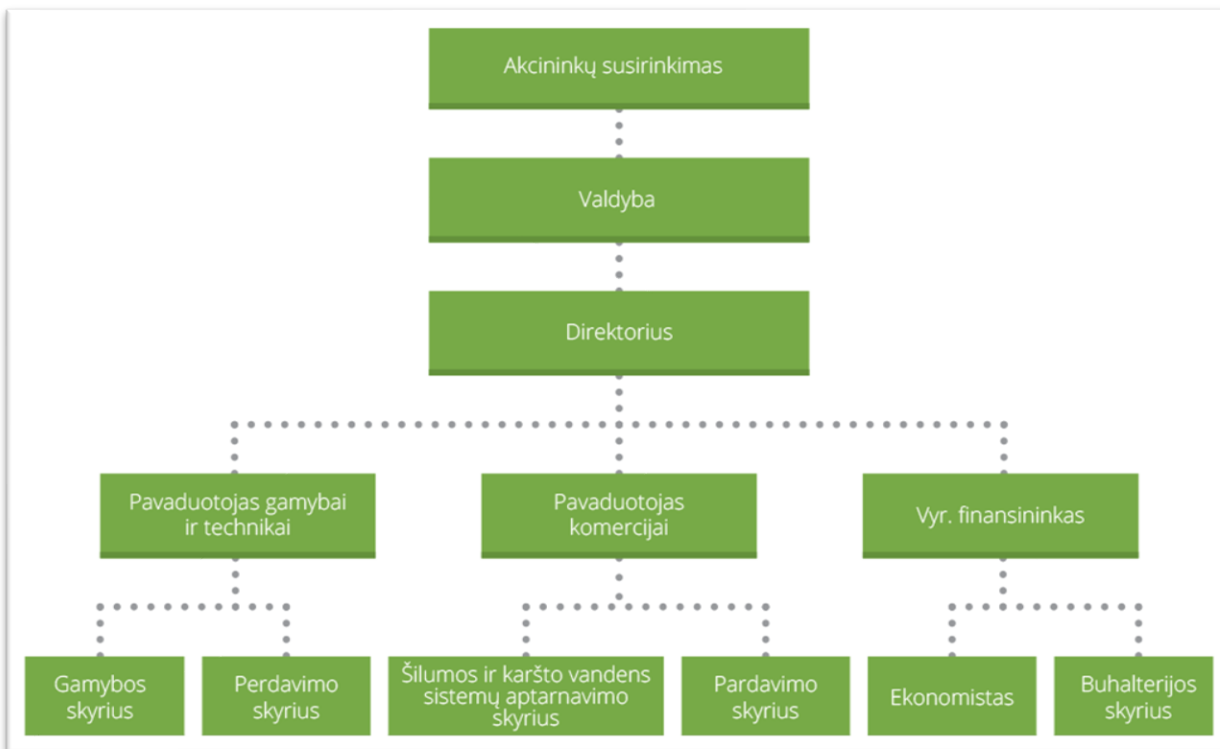 Akcininkų susirinkimas
Valdyba
Direktorius
Pavaduotojas gamybai
ir technikai
Pavaduotojas
komercijai
Vyr. finansininkas
Gamybos
skyrius
Perdavimo
skyrius
Šilumos ir karšto vandens
sistemų aptarnavimo
skyrius
Pardavimo
skyrius
Ekonomistas
Buhalterijos
skyrius